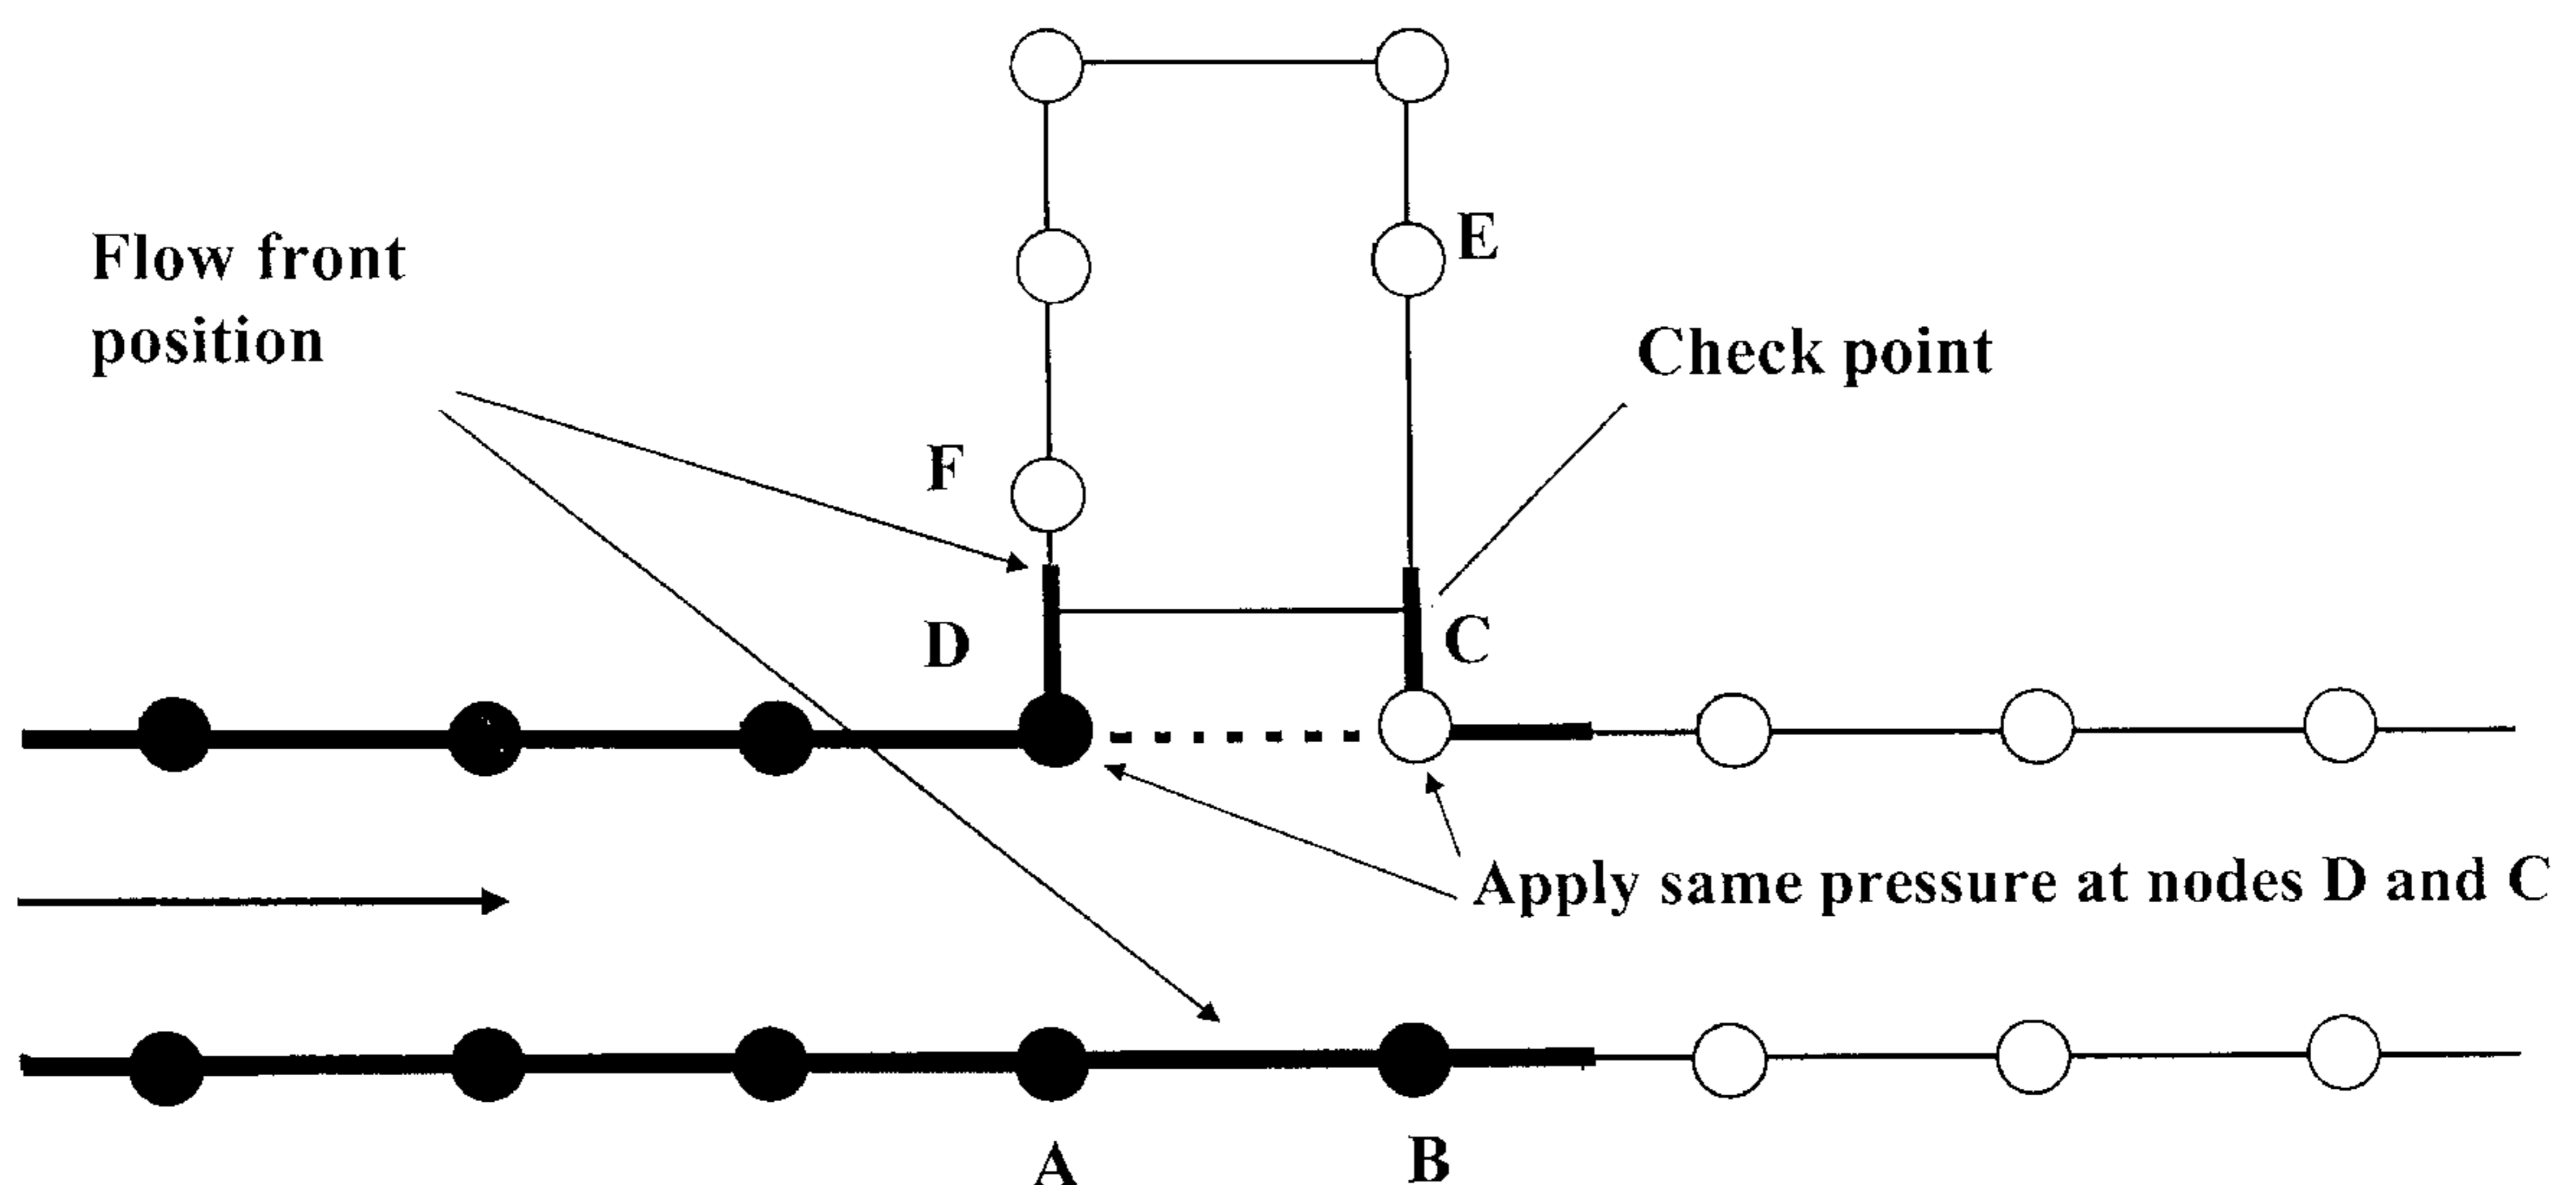 E
Flow front
position
Check point
F
D
C
Apply same pressure at nodes D and C
A
B